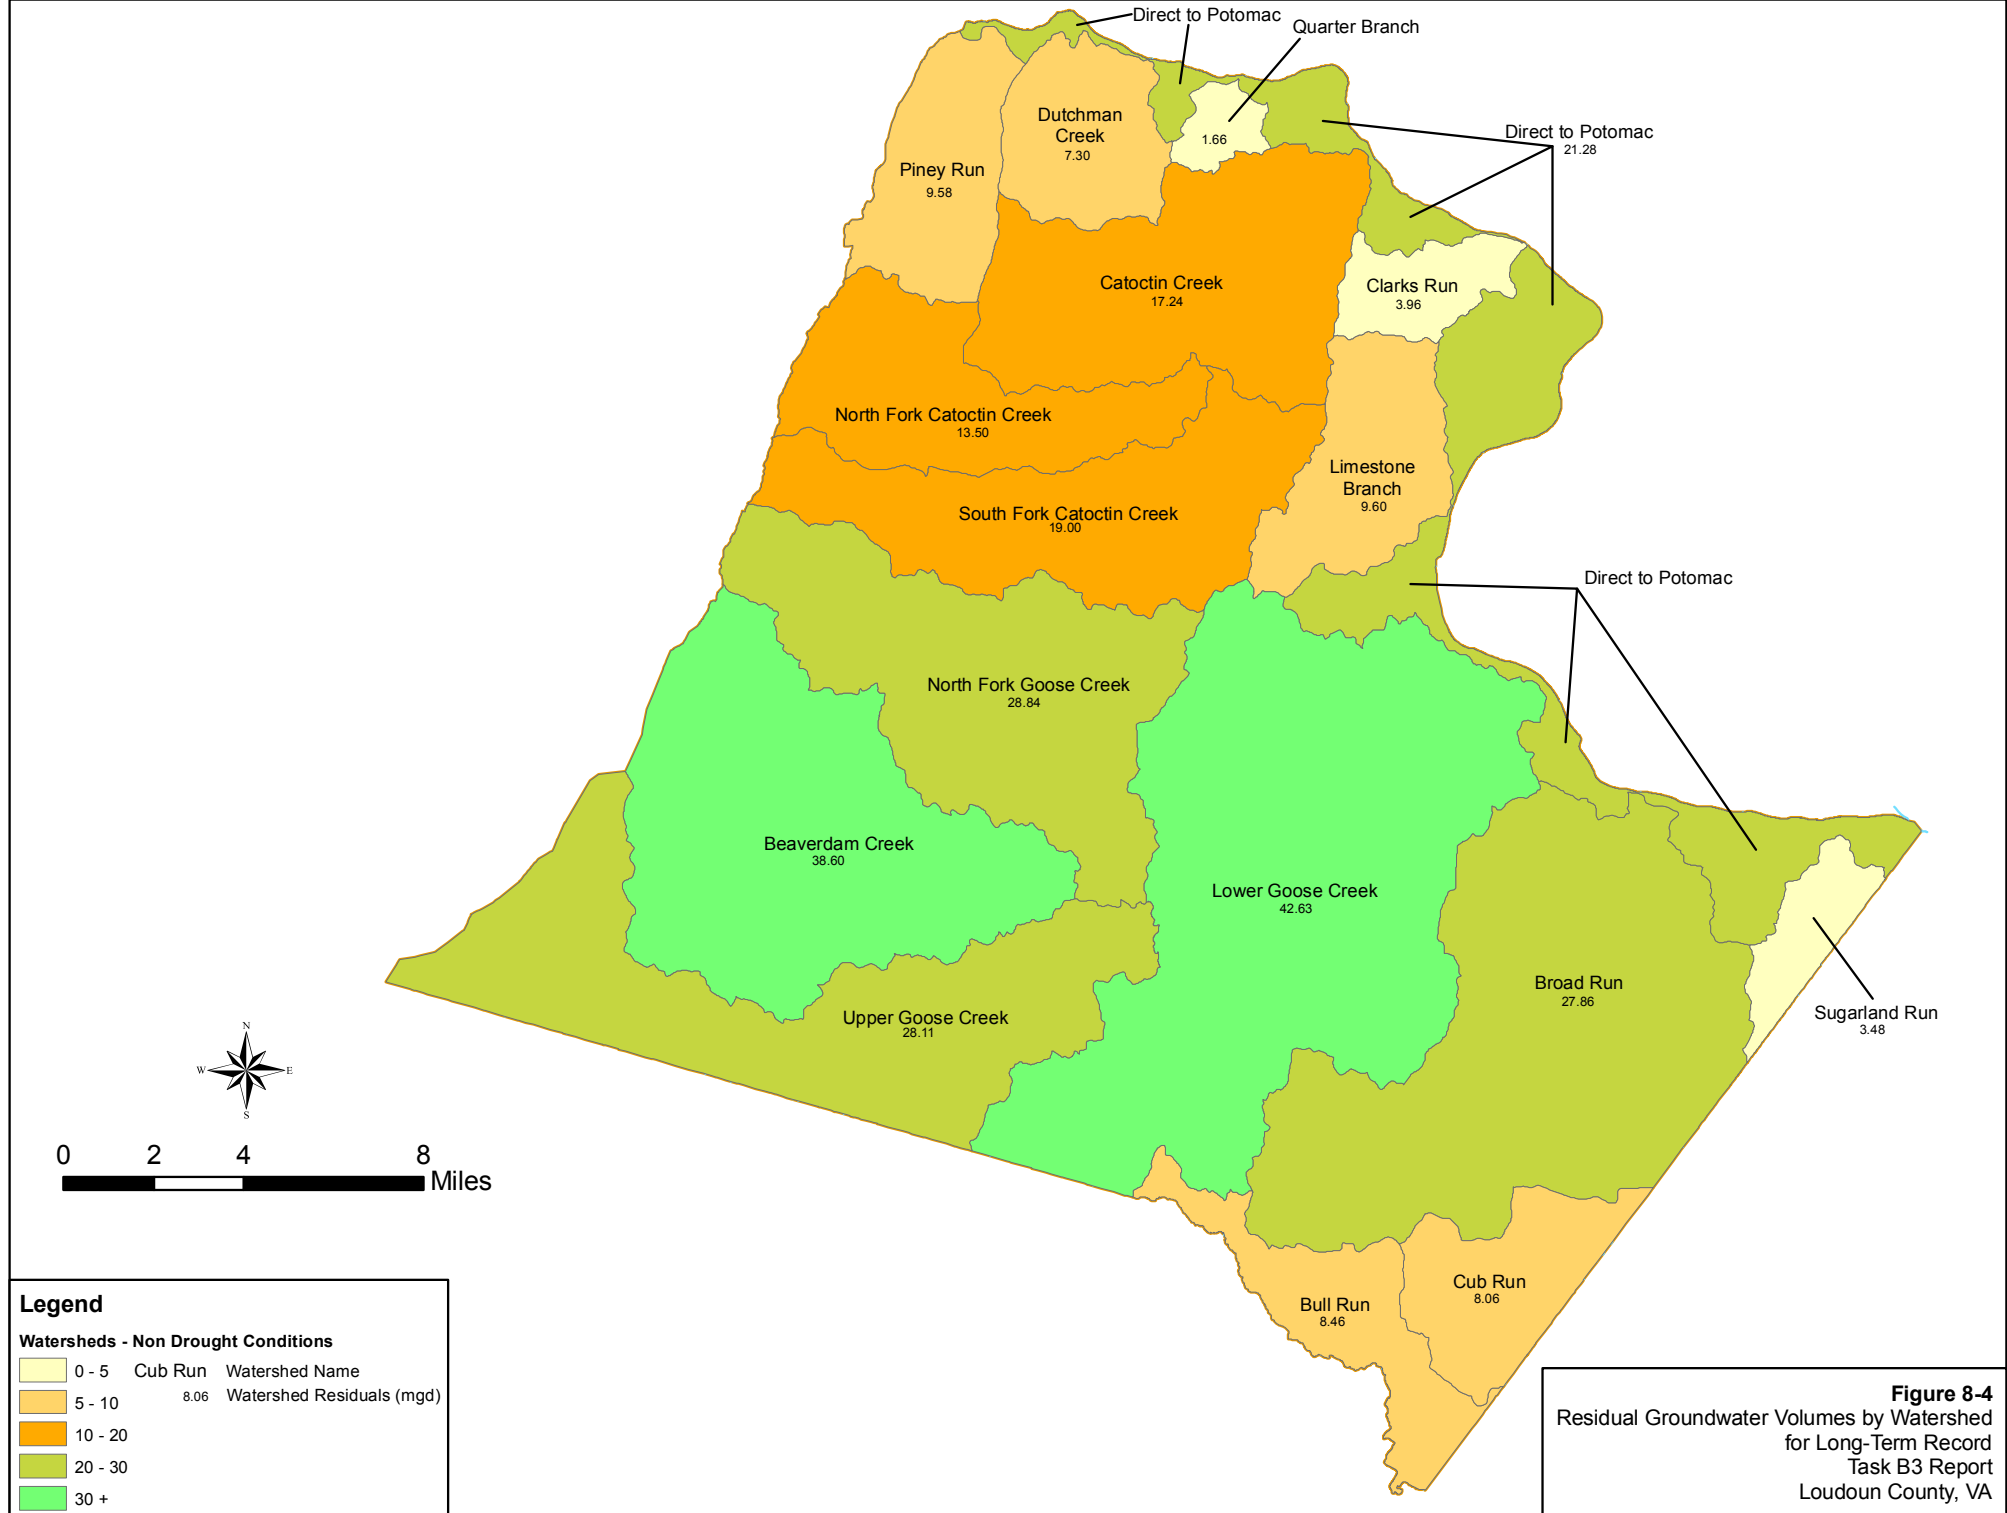 Direct to Potomac
Quarter Branch
Dutchman
Creek
7.30
1.66
Direct to Potomac
21.28
Piney Run
9.58
Catoctin Creek
17.24
Clarks Run
3.96
North Fork Catoctin Creek
13.50
Limestone
Branch
9.60
South Fork Catoctin Creek
19.00
Direct to Potomac
North Fork Goose Creek
28.84
Beaverdam Creek
38.60
Lower Goose Creek
42.63
Broad Run
27.86
Upper Goose Creek
28.11
Sugarland Run
3.48
N
W E
S
0 2 4 8
Miles
Cub Run
8.06
Bull Run
8.46
Legend
Watersheds - Non Drought Conditions
0 - 5 Cub Run Watershed Name
5 - 10 8.06 Watershed Residuals (mgd)
10 - 20
20 - 30
30 +
Figure 8-4
Residual Groundwater Volumes by Watershed
for Long-Term Record
Task B3 Report
Loudoun County, VA